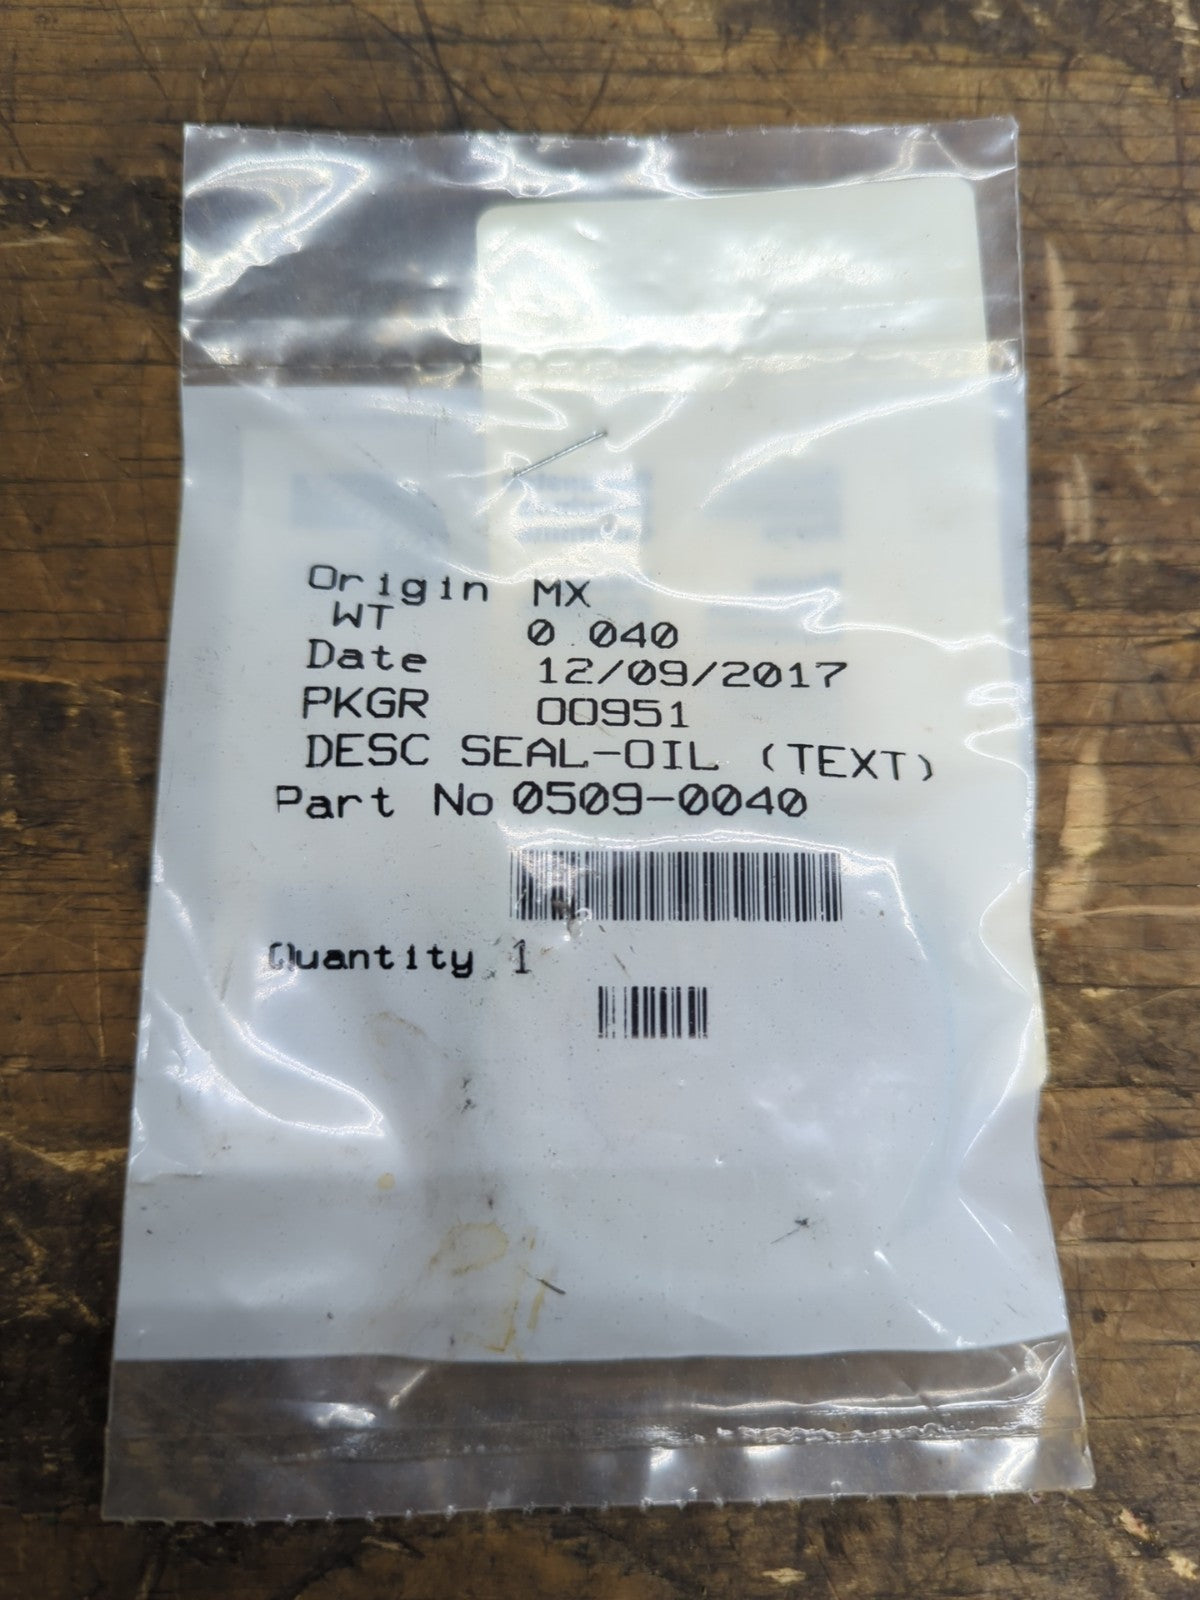 Origin MX
WT 0 040
Date 12/09/2017
PKGR 00951
DESC SEAL-OIL (TEXT)
Part No 0509-0040
Quantity 1